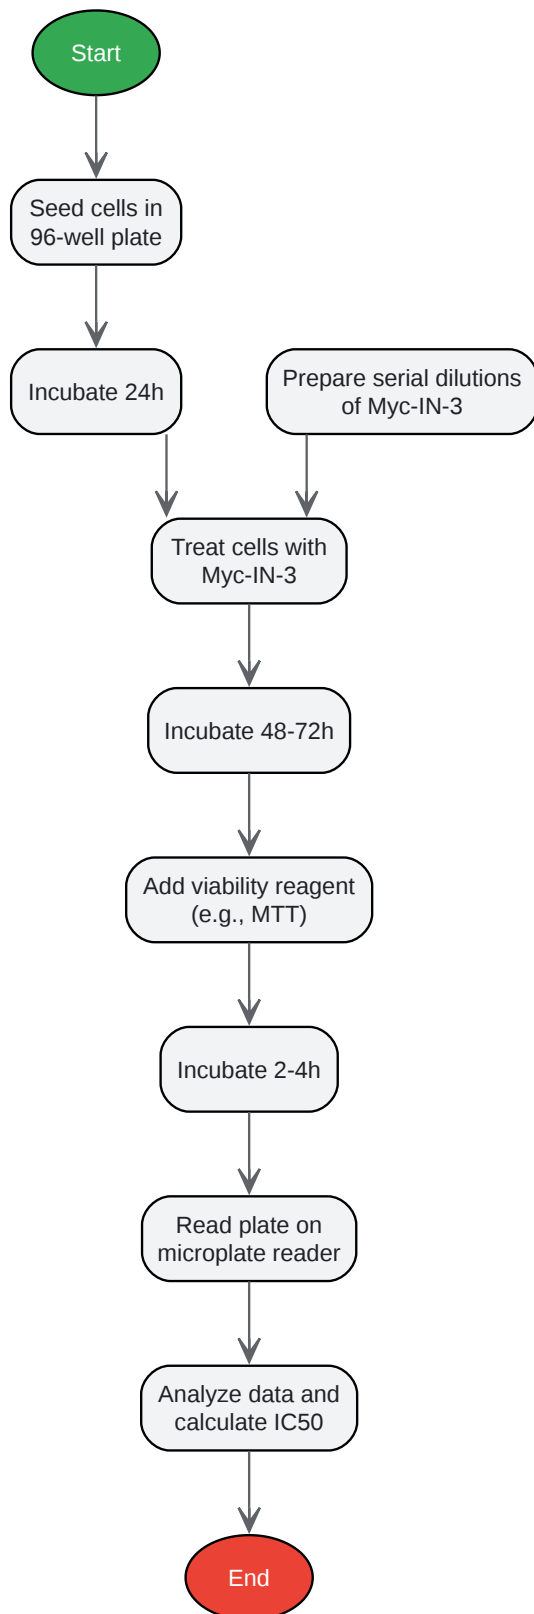 Start
Seed cells in
96-well plate
Incubate 24h
Prepare serial dilutions
of Myc-IN-3
Treat cells with
Myc-IN-3
Incubate 48-72h
Add viability reagent
(e.g., MTT)
Incubate 2-4h
Read plate on
microplate reader
Analyze data and
calculate IC50
End